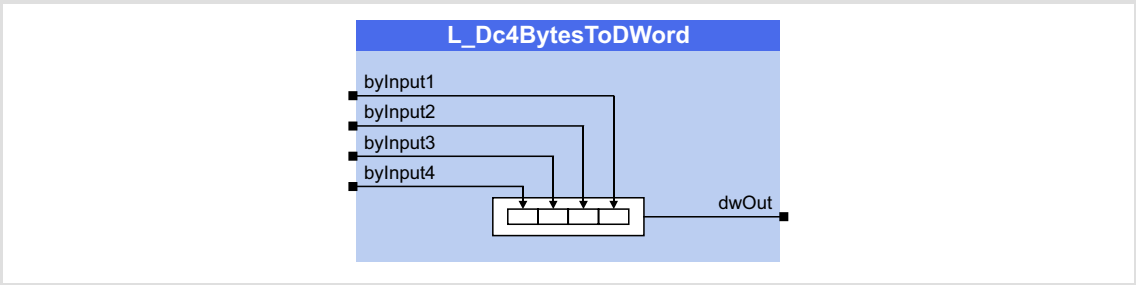 L_Dc4BytesToDWord
byInput1
byInput2
byInput3
byInput4
dwOut